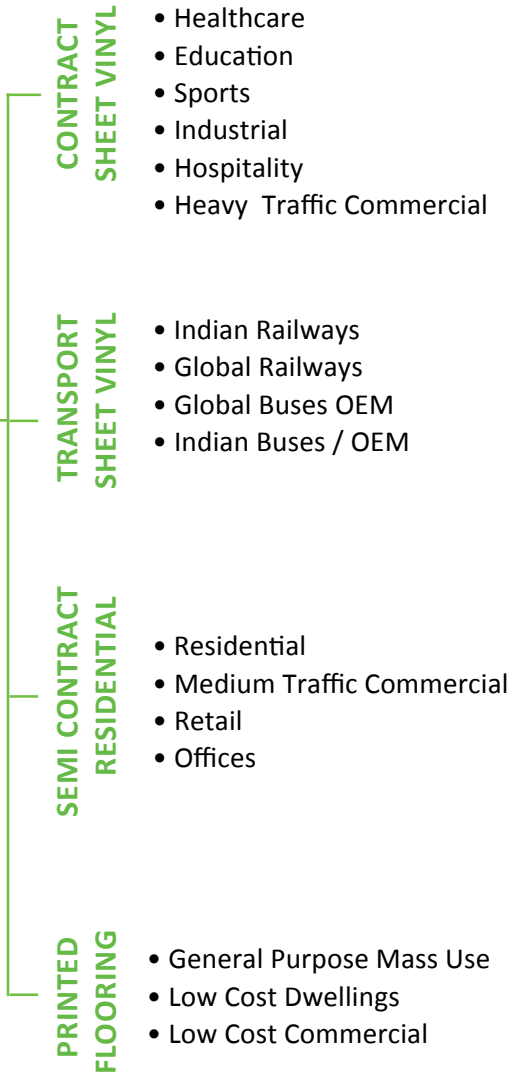 CONTRACT
SHEET VINYL
• Healthcare
• Education
• Sports
• Industrial
• Hospitality
• Heavy Traffic Commercial
TRANSPORT
SHEET VINYL
• Indian Railways
• Global Railways
• Global Buses OEM
• Indian Buses / OEM
SEMI CONTRACT
RESIDENTIAL
• Residential
• Medium Traffic Commercial
• Retail
• Offices
PRINTED
FLOORING
• General Purpose Mass Use
• Low Cost Dwellings
• Low Cost Commercial